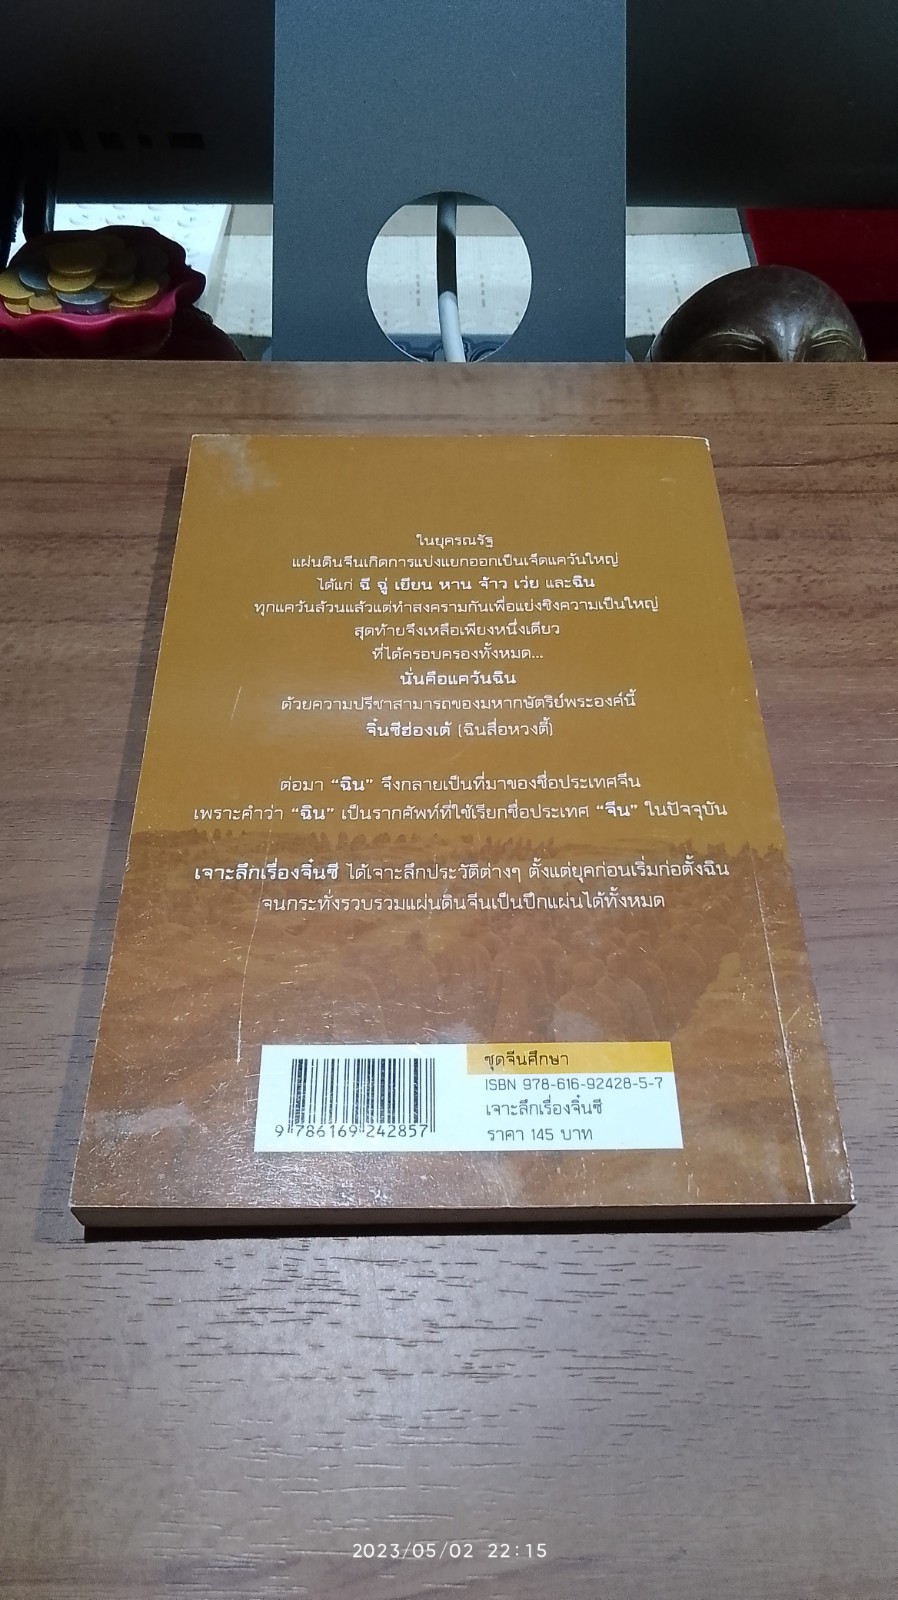 ในยุครณรัฐ
แผ่นดินจีนเกิดการแบ่งแยกออกเป็นเจ็ดแคว้นใหญ่
ได้แก่ ฉี ฉู่ เยียน หาน จ้าว เว่ย และฉิน
ทุกแคว้นล้วนแล้วแต่ทำสงครามกันเพื่อแย่งชิงความเป็นใหญ่
สุดท้ายจึงเหลือเพียงหนึ่งเดียว
ที่ได้ครอบครองทั้งหมด...
นั่นคือแคว้นฉิน
ด้วยความปรีชาสามารถของมหากษัตริย์พระองค์นี้
จิ๋นซีฮ่องเต้ (ฉินสื่อหวงตี้)
ต่อมา “ฉิน” จึงกลายเป็นที่มาของชื่อประเทศจีน
เพราะคำว่า “ฉิน” เป็นรากศัพท์ที่ใช้เรียกชื่อประเทศ “จีน” ในปัจจุบัน
เจาะลึกเรื่องจิ๋นซี ได้เจาะลึกประวัติต่างๆ ตั้งแต่ยุคก่อนเริ่มก่อตั้งฉิน
จนกระทั่งรวบรวมแผ่นดินจีนเป็นปึกแผ่นได้ทั้งหมด
ชุดจีนศึกษา
ISBN 978-616-92428-5-7
เจาะลึกเรื่องจิ๋นซี
ราคา 145 บาท
9 786169 242857
2023/05/02 22:15